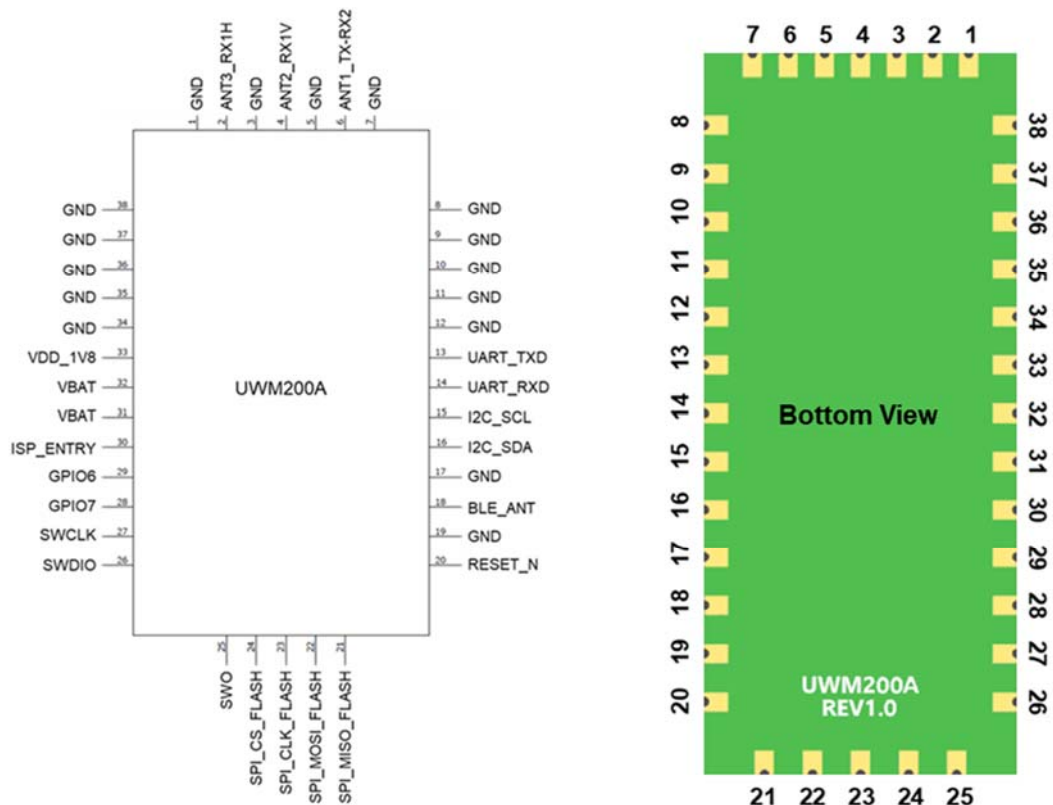 GND
ANT3_RX1H
GND
ANT2_RX1V
GND
ANT1_TX-RX2
GND
1 2 3 4 5 6 7
GND 38
GND 37
GND 36
GND 35
GND 34
VDD_1V8 33
VBAT 32
VBAT 31
ISP_ENTRY 30
GPIO6 29
GPIO7 28
SWCLK 27
SWDIO 26
UWM200A
8 GND
9 GND
10 GND
11 GND
12 GND
13 UART_TXD
14 UART_RXD
15 I2C_SCL
16 I2C_SDA
17 GND
18 BLE_ANT
19 GND
20 RESET_N
25 24 23 22 21
SWO
SPI_CS_FLASH
SPI_CLK_FLASH
SPI_MOSI_FLASH
SPI_MISO_FLASH
7 6 5 4 3 2 1
8
9
10
11
12
13
14
15
16
17
18
19
20
Bottom View
UWM200A
REV1.0
38
37
36
35
34
33
32
31
30
29
28
27
26
21 22 23 24 25